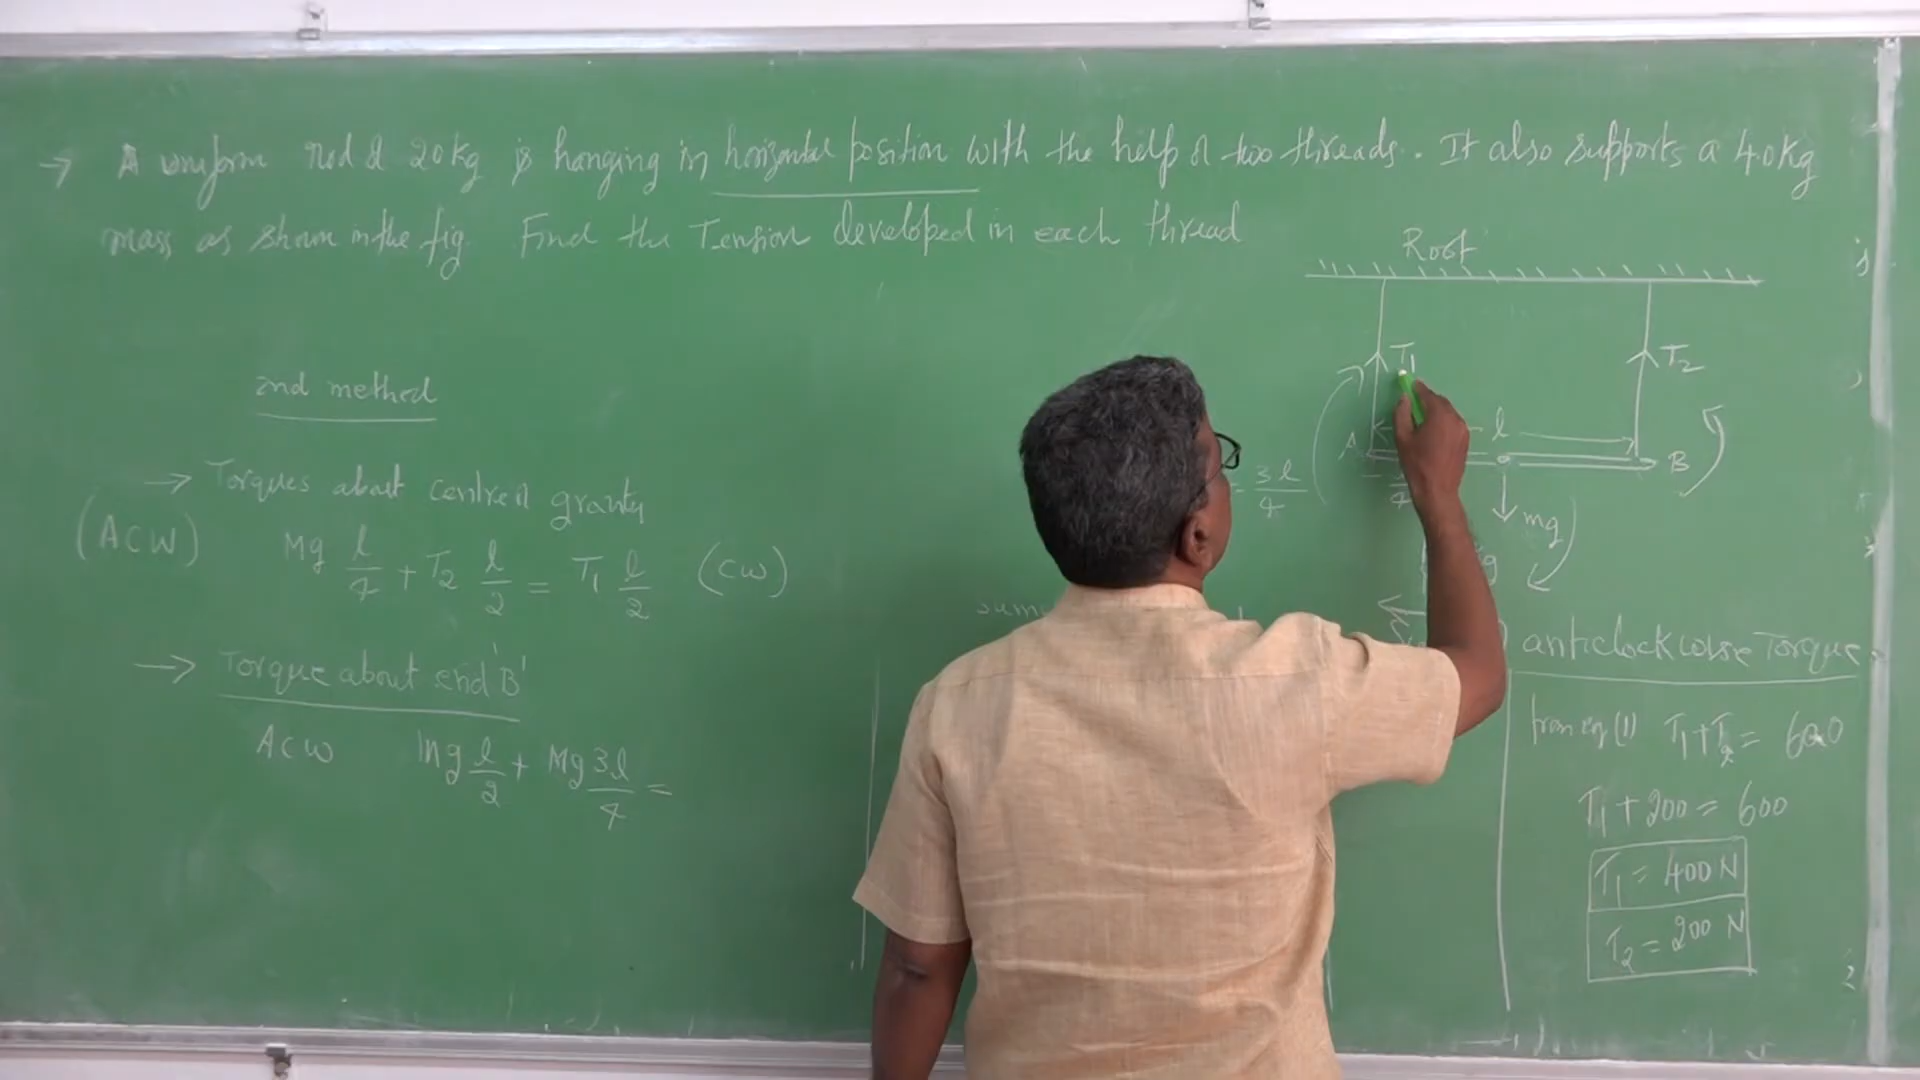 → A uniform rod of 20 kg is hanging in horizontal position with the help of two threads. It also supports a 40kg
mass as shown in the fig. Find the Tension developed in each thread
Roof
2nd method
T1
T2
l
A
B
3l/4
mg
→ Torques about centre of gravity
(ACW) Mg l/4 + T2 l/2 = T1 l/2 (CW)
→ Torque about end 'B'
ACW mg l/2 + Mg 3l/4 =
anticlockwise Torque
from eq (1) T1+T2 = 600
T1 + 200 = 600
T1 = 400 N
T2 = 200 N